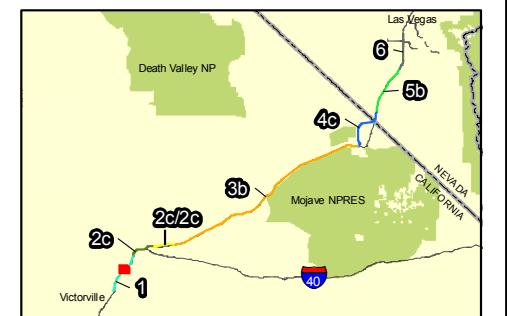 Las Vegas
6
Death Valley NP
5b
4c
NEVADA
CALIFORNIA
3b
Mojave NPRES
2c/2c
2c
40
1
Victorville